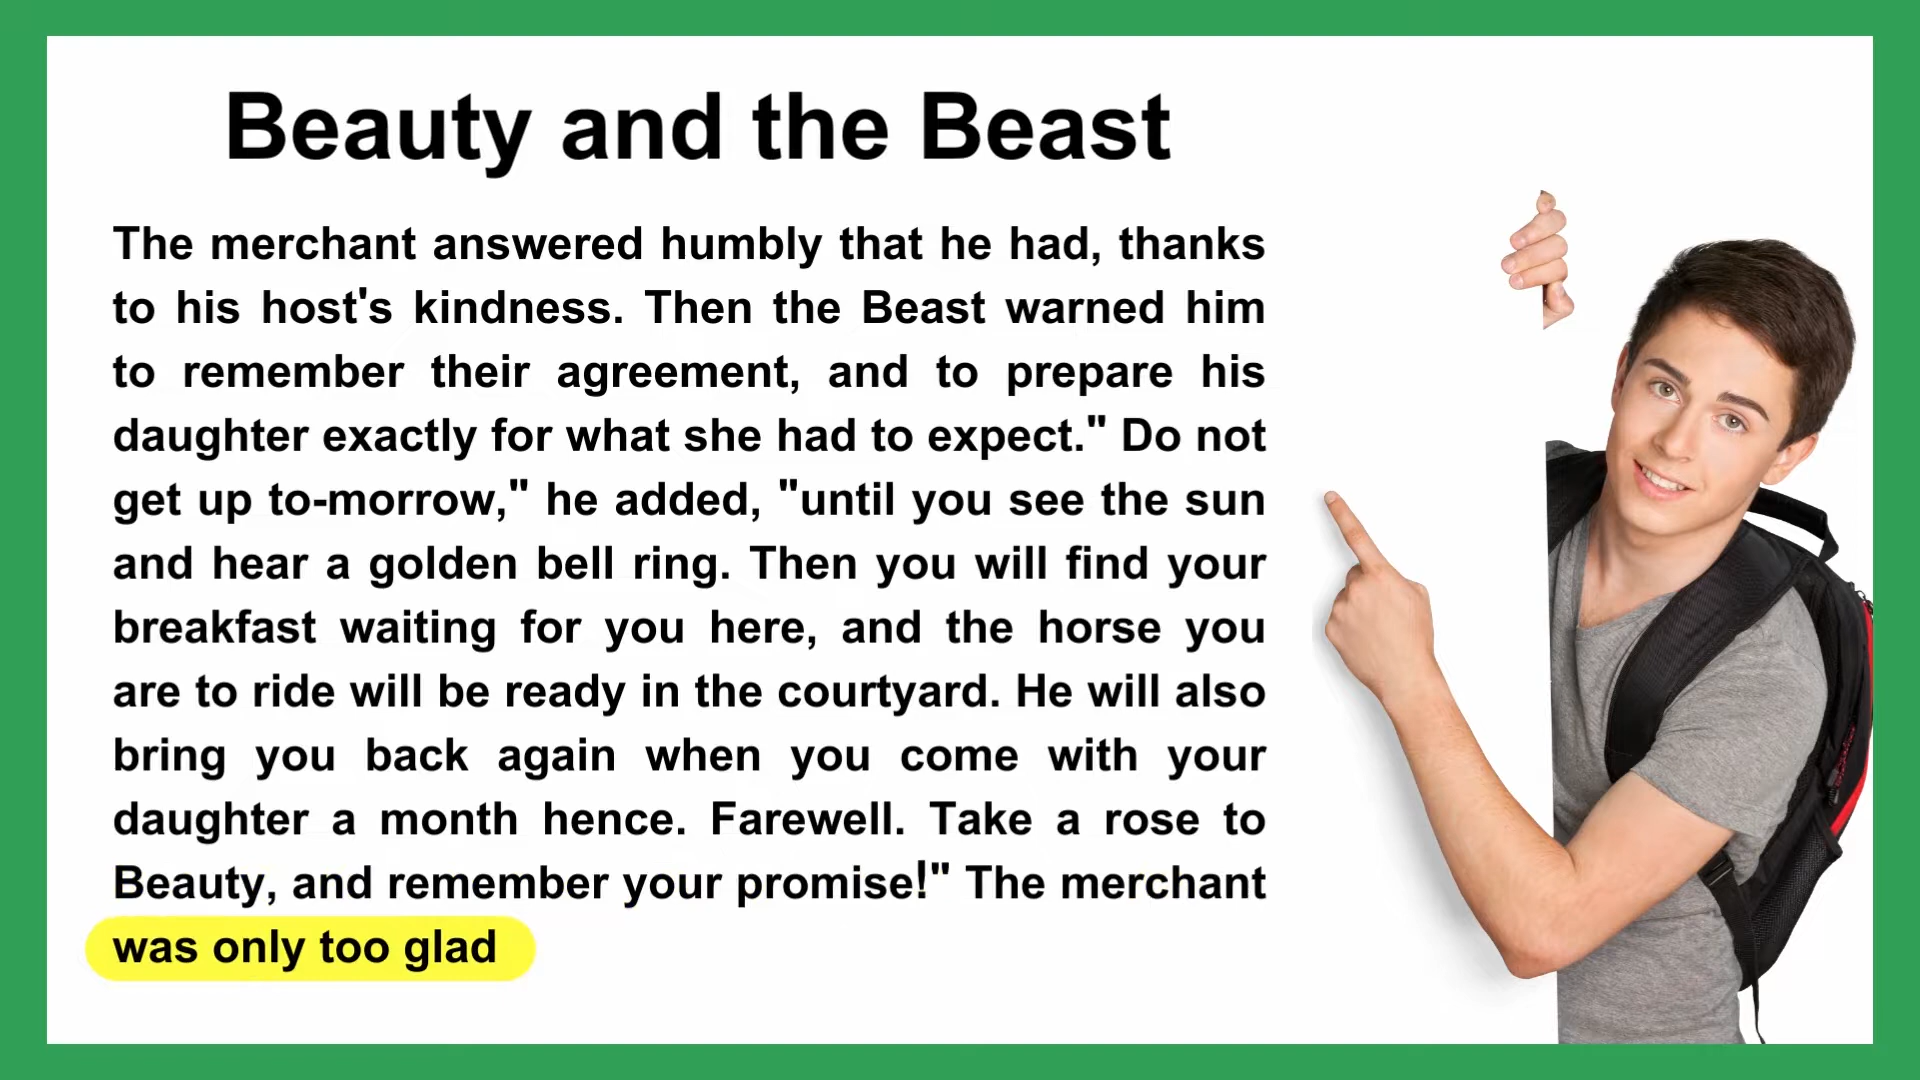 Beauty and the Beast
The merchant answered humbly that he had, thanks
to his host's kindness. Then the Beast warned him
to remember their agreement, and to prepare his
daughter exactly for what she had to expect." Do not
get up to-morrow," he added, "until you see the sun
and hear a golden bell ring. Then you will find your
breakfast waiting for you here, and the horse you
are to ride will be ready in the courtyard. He will also
bring you back again when you come with your
daughter a month hence. Farewell. Take a rose to
Beauty, and remember your promise!" The merchant
was only too glad